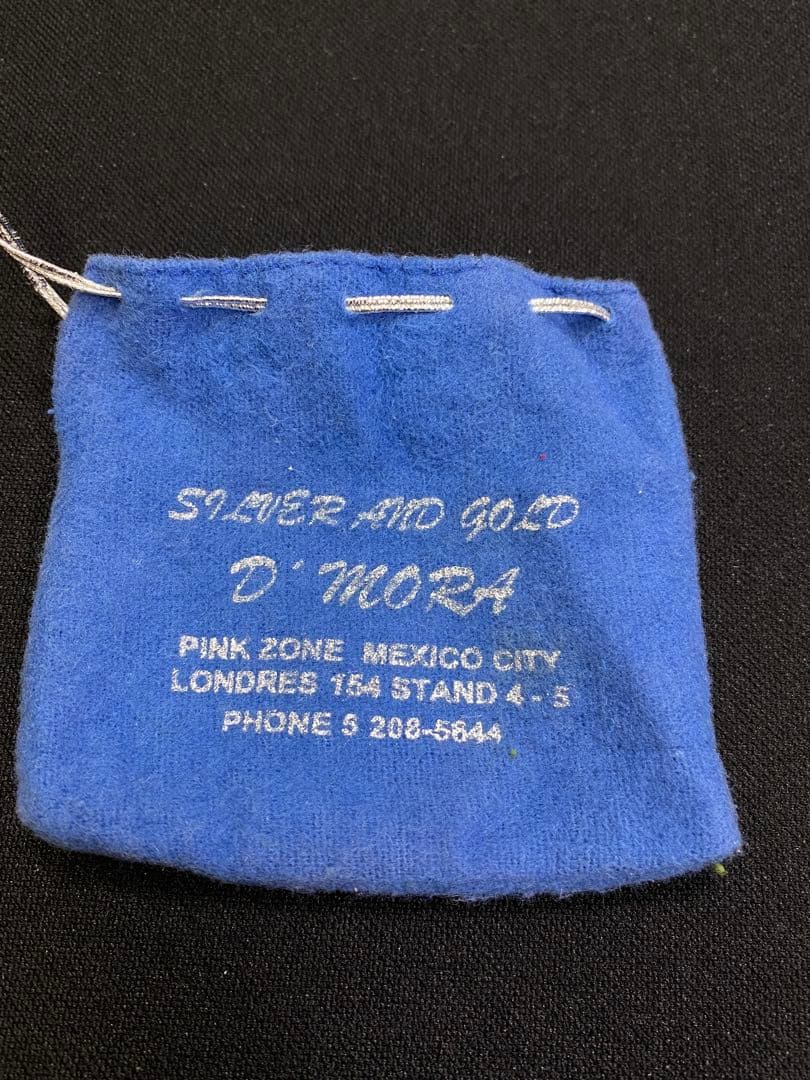 SILVER AND GOLD
D'MORA
PINK ZONE MEXICO CITY
LONDRES 154 STAND 4 - 5
PHONE 5 208-5644